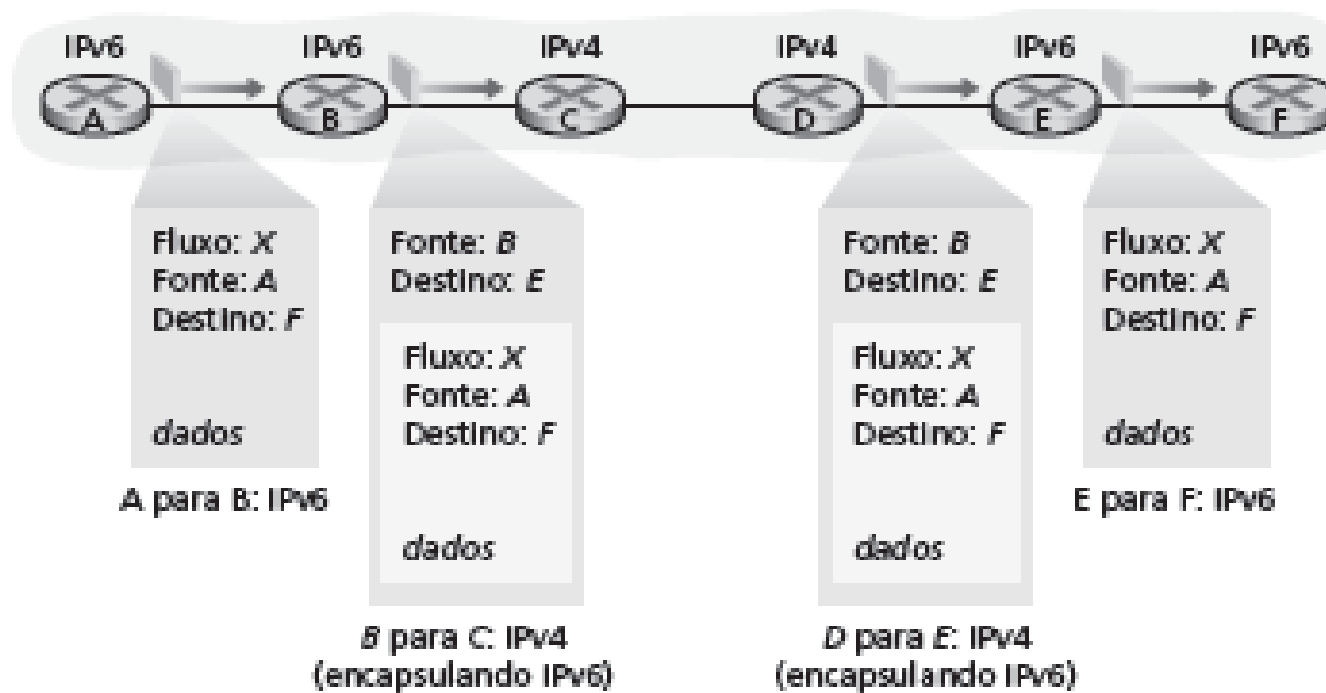 IPv6 IPv6 IPv4 IPv4 IPv6 IPv6
A B C D E F
Fluxo: X
Fonte: A
Destino: F
dados
A para B: IPv6
Fonte: B
Destino: E
Fluxo: X
Fonte: A
Destino: F
dados
B para C: IPv4
(encapsulando IPv6)
Fonte: B
Destino: E
Fluxo: X
Fonte: A
Destino: F
dados
D para E: IPv4
(encapsulando IPv6)
Fluxo: X
Fonte: A
Destino: F
dados
E para F: IPv6